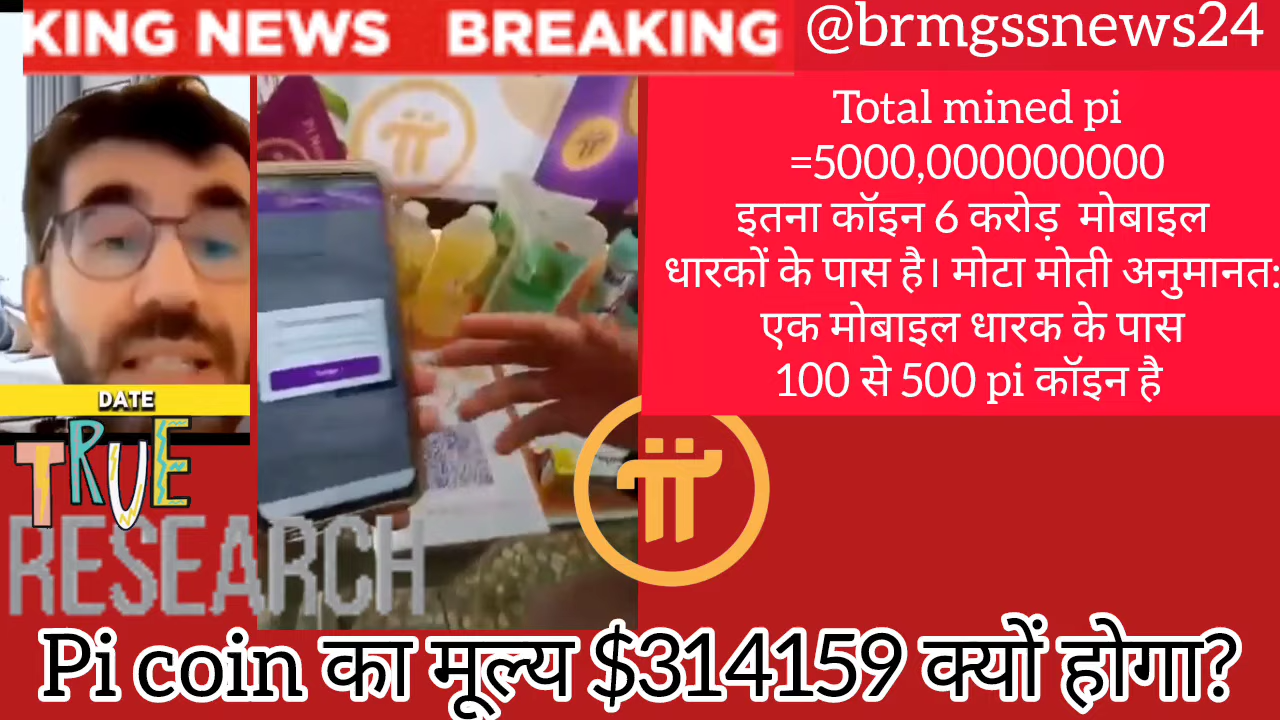 KING NEWS BREAKING
@brmgssnews24
Total mined pi
=5000,000000000
इतना कॉइन 6 करोड़ मोबाइल
धारकों के पास है। मोटा मोती अनुमानत:
एक मोबाइल धारक के पास
100 से 500 pi कॉइन है
DATE
TRUE
RESEARCH
Pi coin का मूल्य $314159 क्यों होगा?